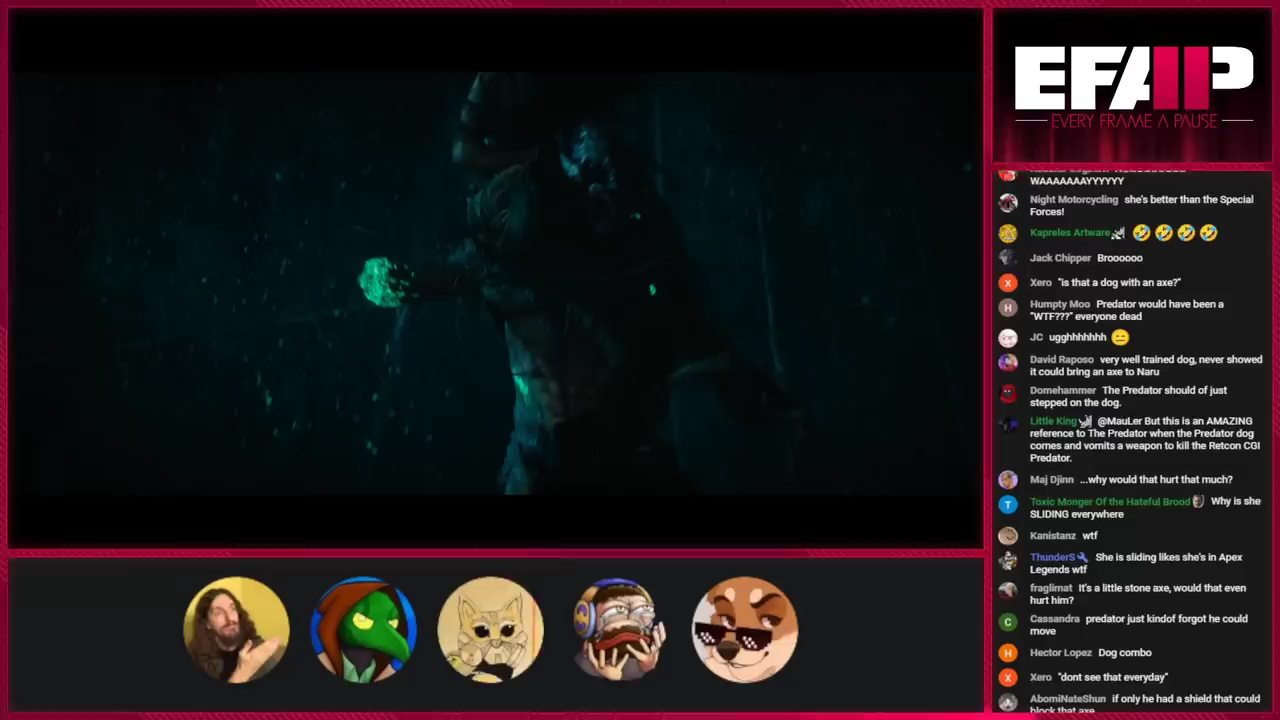 EFAP
EVERY FRAME A PAUSE
WAAAAAAAYYYYYY
Night Motorcycling she's better than the Special
Forces!
Kapreles Artware 🤣 🤣 🤣 🤣
Jack Chipper Broooooo
X Xero "is that a dog with an axe?"
H Humpty Moo Predator would have been a
"WTF???" everyone dead
JC ugghhhhhhh 😑
David Raposo very well trained dog, never showed
it could bring an axe to Naru
Domehammer The Predator should of just
stepped on the dog.
Little King @MauLer But this is an AMAZING
reference to The Predator when the Predator dog
comes and vomits a weapon to kill the Retcon CGI
Predator.
Maj Djinn ...why would that hurt that much?
T Toxic Monger Of the Hateful Brood Why is she
SLIDING everywhere
Kanistanz wtf
ThunderS She is sliding likes she's in Apex
Legends wtf
fraglimat It's a little stone axe, would that even
hurt him?
C Cassandra predator just kindof forgot he could
move
H Hector Lopez Dog combo
X Xero "dont see that everyday"
AbomiNateShun if only he had a shield that could
block that axe